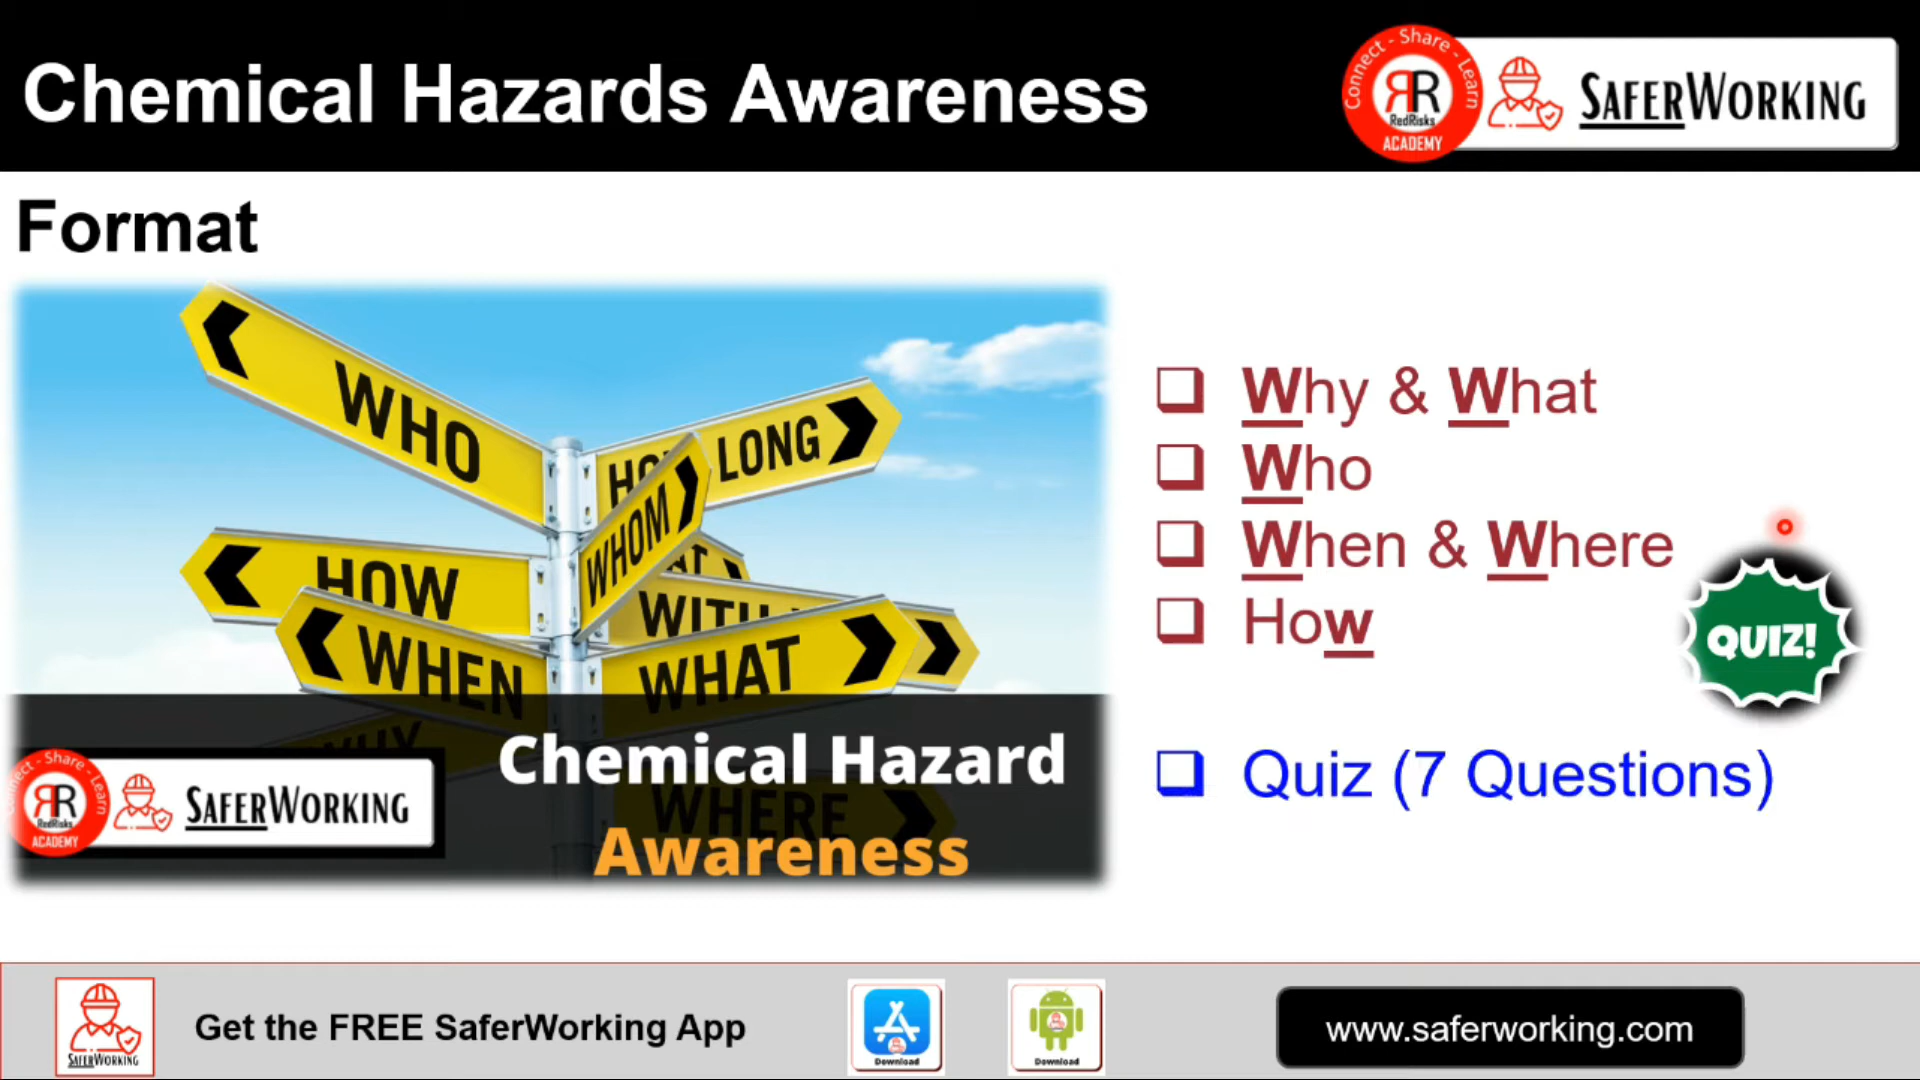 Chemical Hazards Awareness
Connect - Share - Learn
RR
RedRisks
ACADEMY
SAFERWORKING
Format
WHO
LONG
WHOM
HOW
WHEN
WHAT
WHY
WHERE
Share -
RR
RedRisks
ACADEMY
SAFERWORKING
Chemical Hazard
Awareness
❑ Why & What
❑ Who
❑ When & Where
❑ How
QUIZ!
❑ Quiz (7 Questions)
SAFERWORKING
Get the FREE SaferWorking App
Download
Download
www.saferworking.com